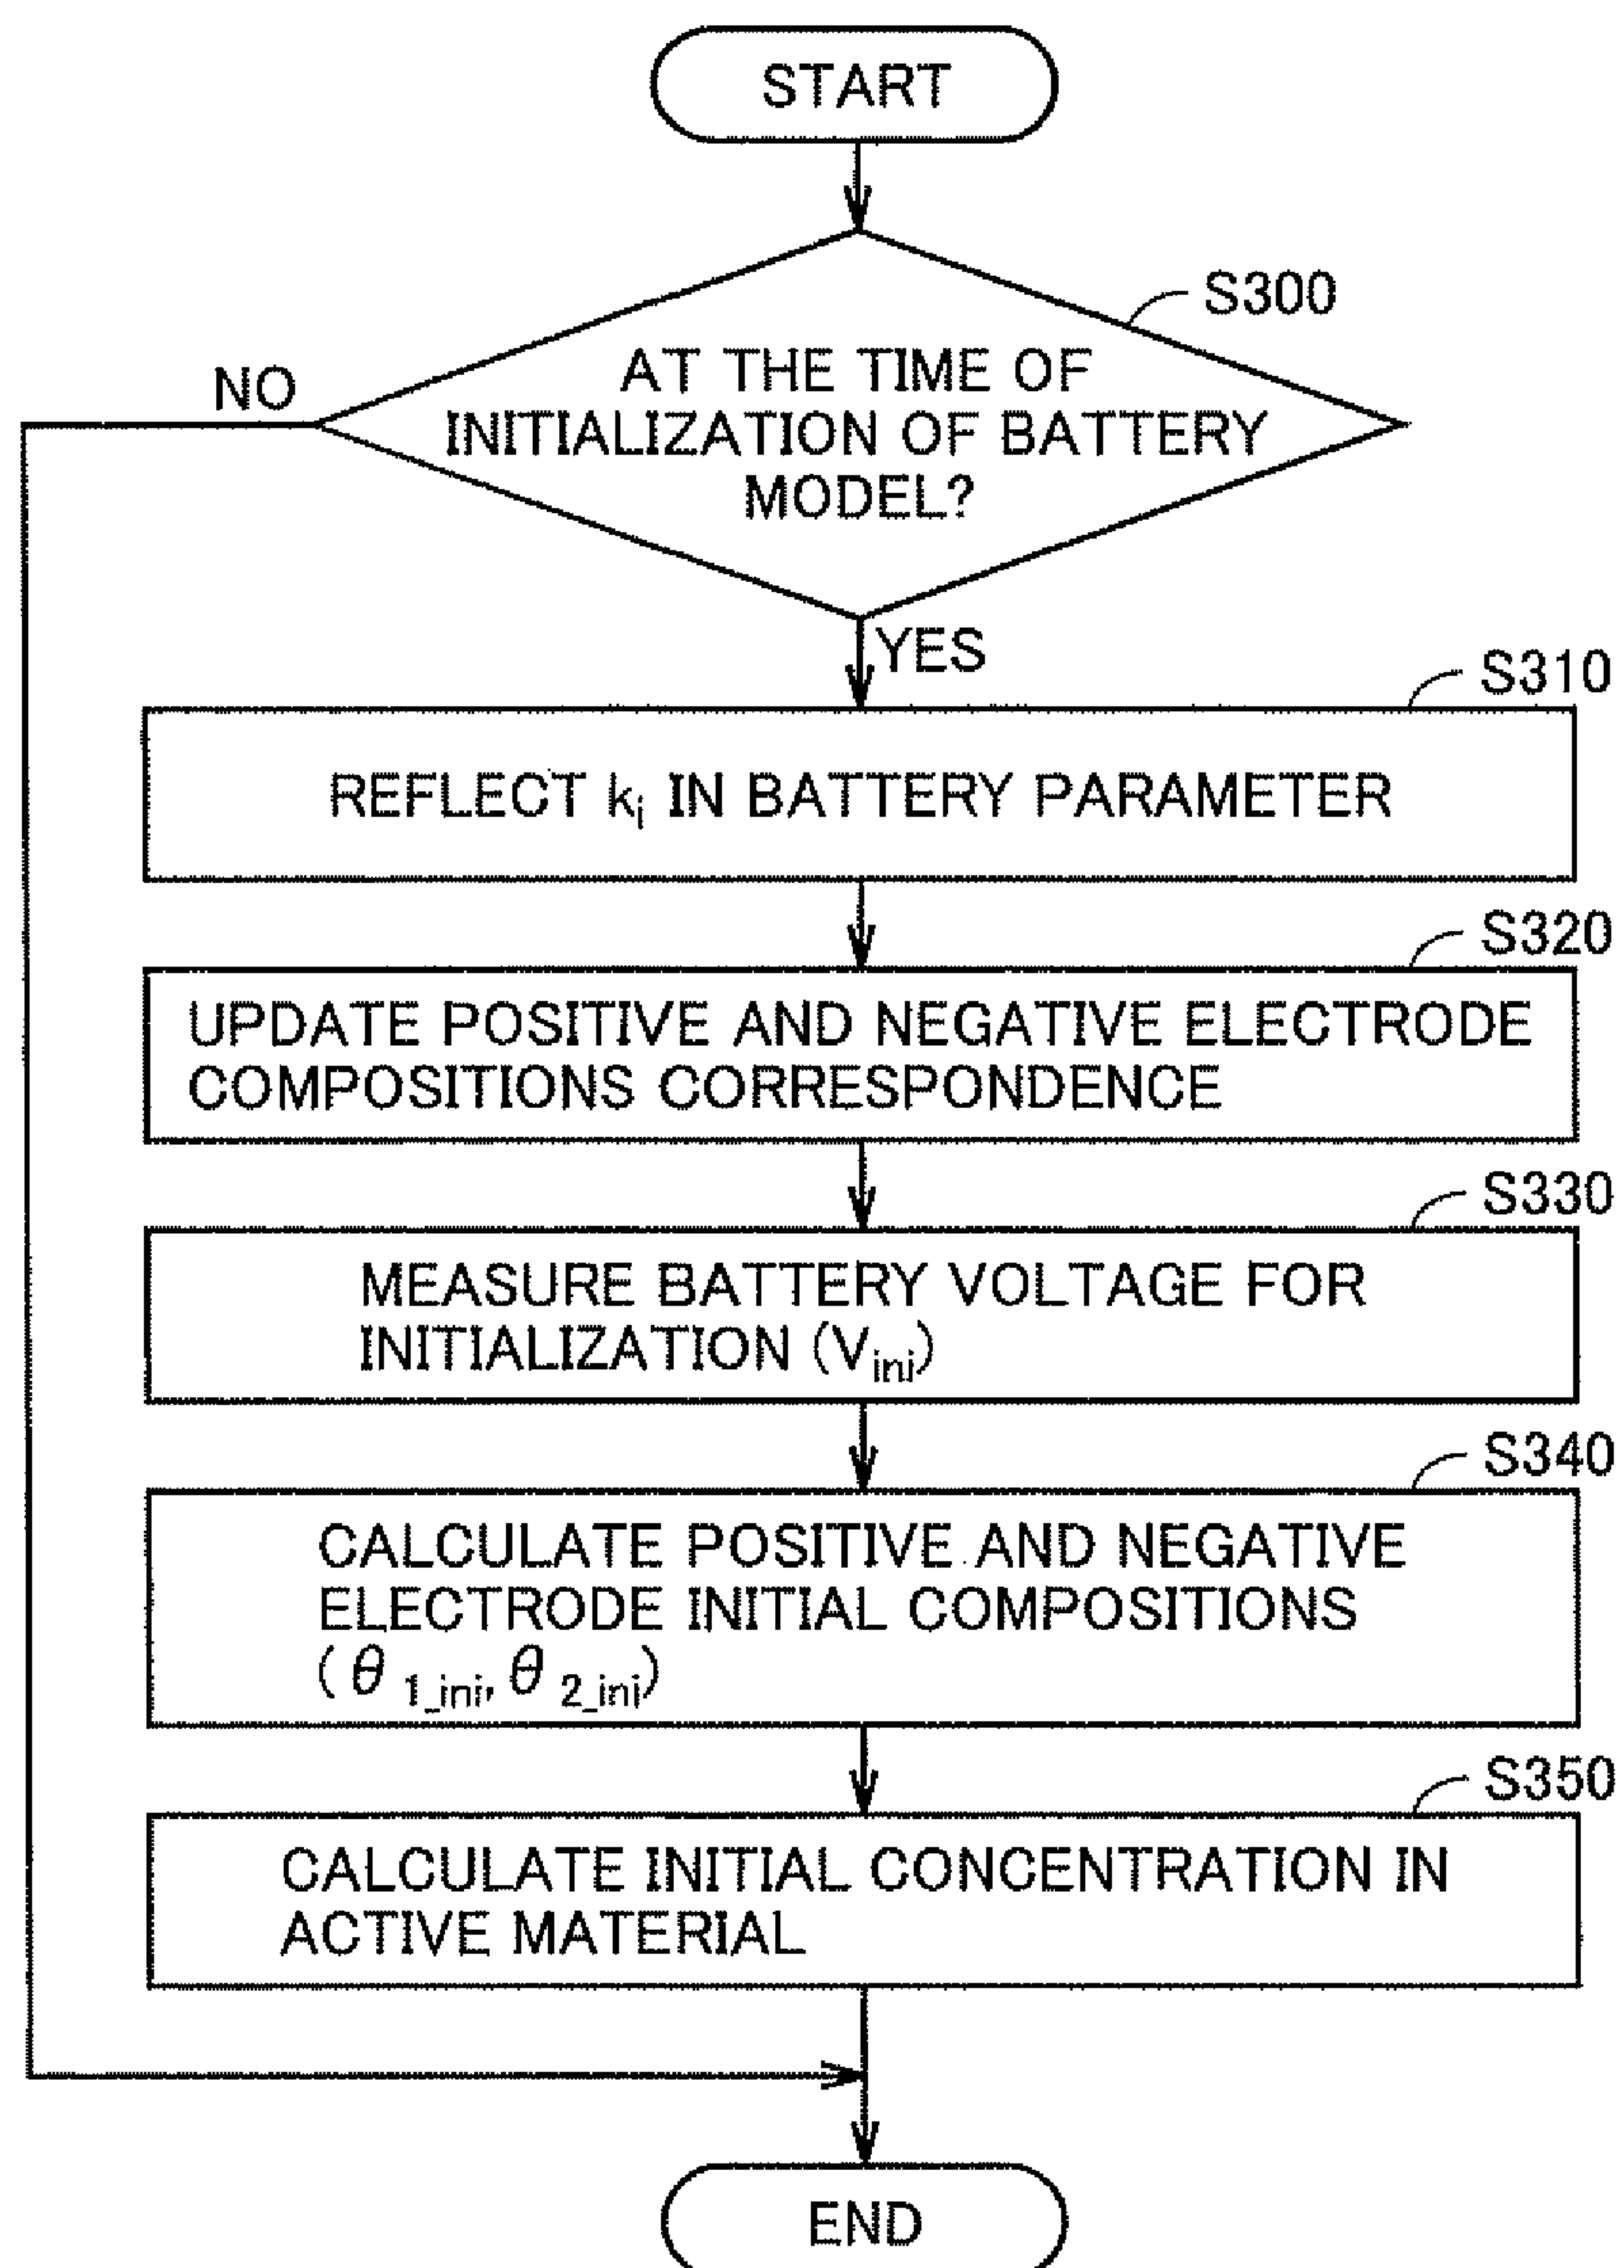 START
S300
AT THE TIME OF
INITIALIZATION OF BATTERY
MODEL?
NO
YES
S310
REFLECT ki IN BATTERY PARAMETER
S320
UPDATE POSITIVE AND NEGATIVE ELECTRODE
COMPOSITIONS CORRESPONDENCE
S330
MEASURE BATTERY VOLTAGE FOR
INITIALIZATION (Vini)
S340
CALCULATE POSITIVE AND NEGATIVE
ELECTRODE INITIAL COMPOSITIONS
(θ 1_ini, θ 2_ini)
S350
CALCULATE INITIAL CONCENTRATION IN
ACTIVE MATERIAL
END